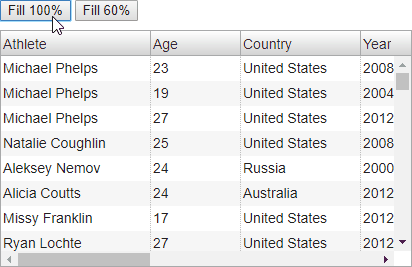 Fill 100% Fill 60%
Athlete Age Country Year
Michael Phelps 23 United States 2008
Michael Phelps 19 United States 2004
Michael Phelps 27 United States 2012
Natalie Coughlin 25 United States 2008
Aleksey Nemov 24 Russia 2000
Alicia Coutts 24 Australia 2012
Missy Franklin 17 United States 2012
Ryan Lochte 27 United States 2012